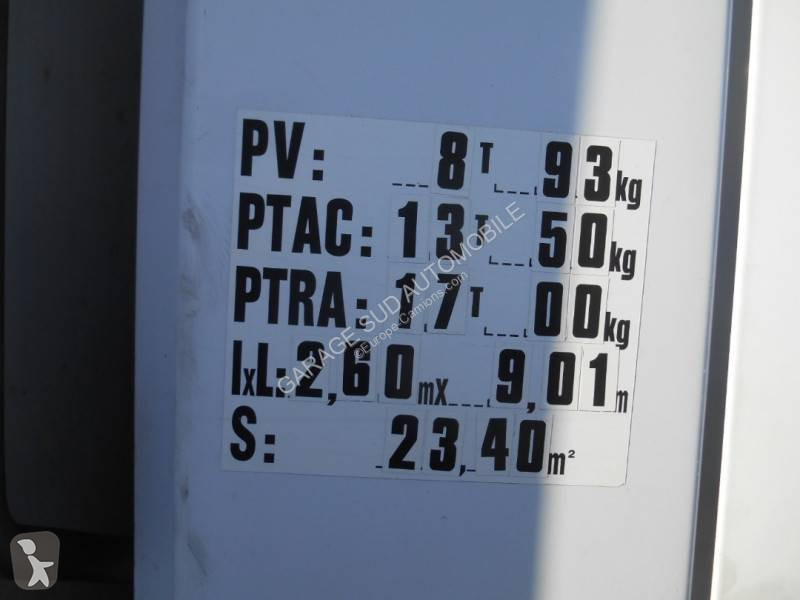 PV: 8T 93kg
PTAC: 13T 50kg
PTRA: 17T 00kg
lxL: 2,60mX 9,01m
S: 23,40m²
GARAGE SUD AUTOMOBILE
©Europe-Camions.com